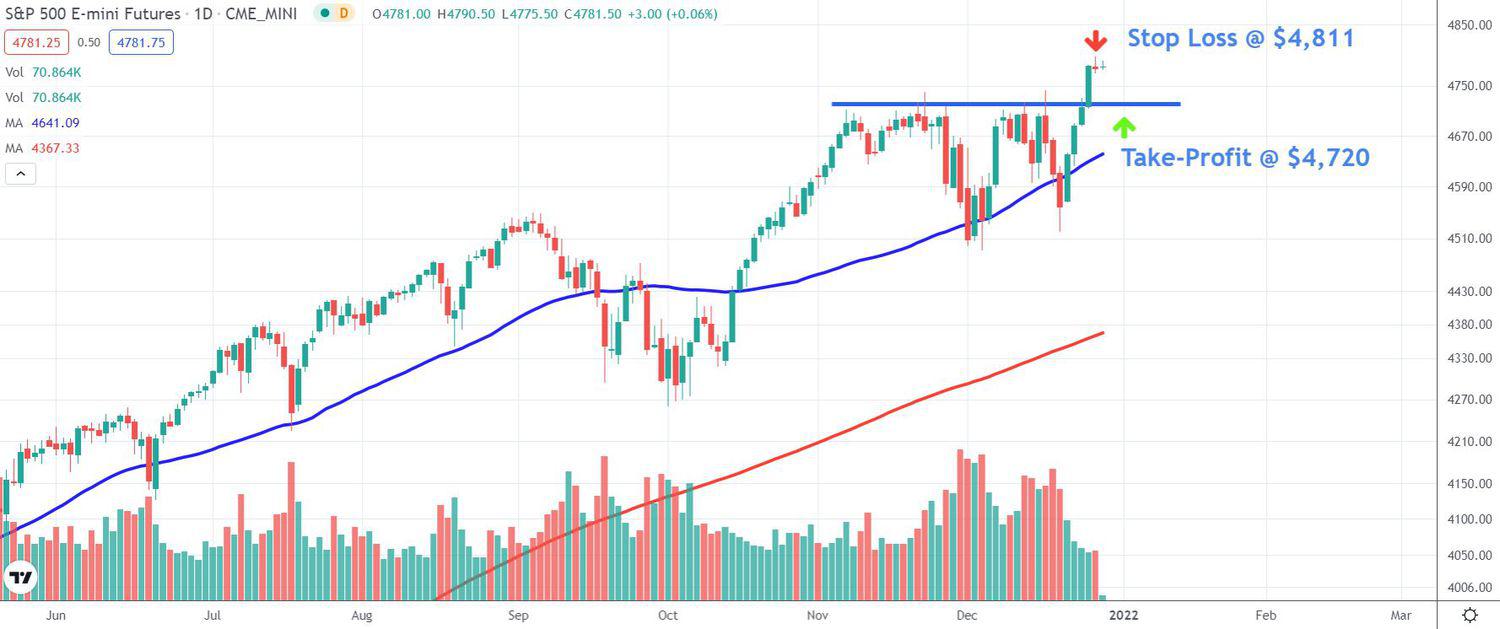 S&P 500 E-mini Futures · 1D · CME_MINI D O4781.00 H4790.50 L4775.50 C4781.50 +3.00 (+0.06%)
4781.25 0.50 4781.75
Vol 70.864K
Vol 70.864K
MA 4641.09
MA 4367.33
Stop Loss @ $4,811
Take-Profit @ $4,720
4850.00
4750.00
4670.00
4590.00
4510.00
4430.00
4380.00
4330.00
4270.00
4210.00
4150.00
4100.00
4050.00
4006.00
Jun Jul Aug Sep Oct Nov Dec 2022 Feb Mar